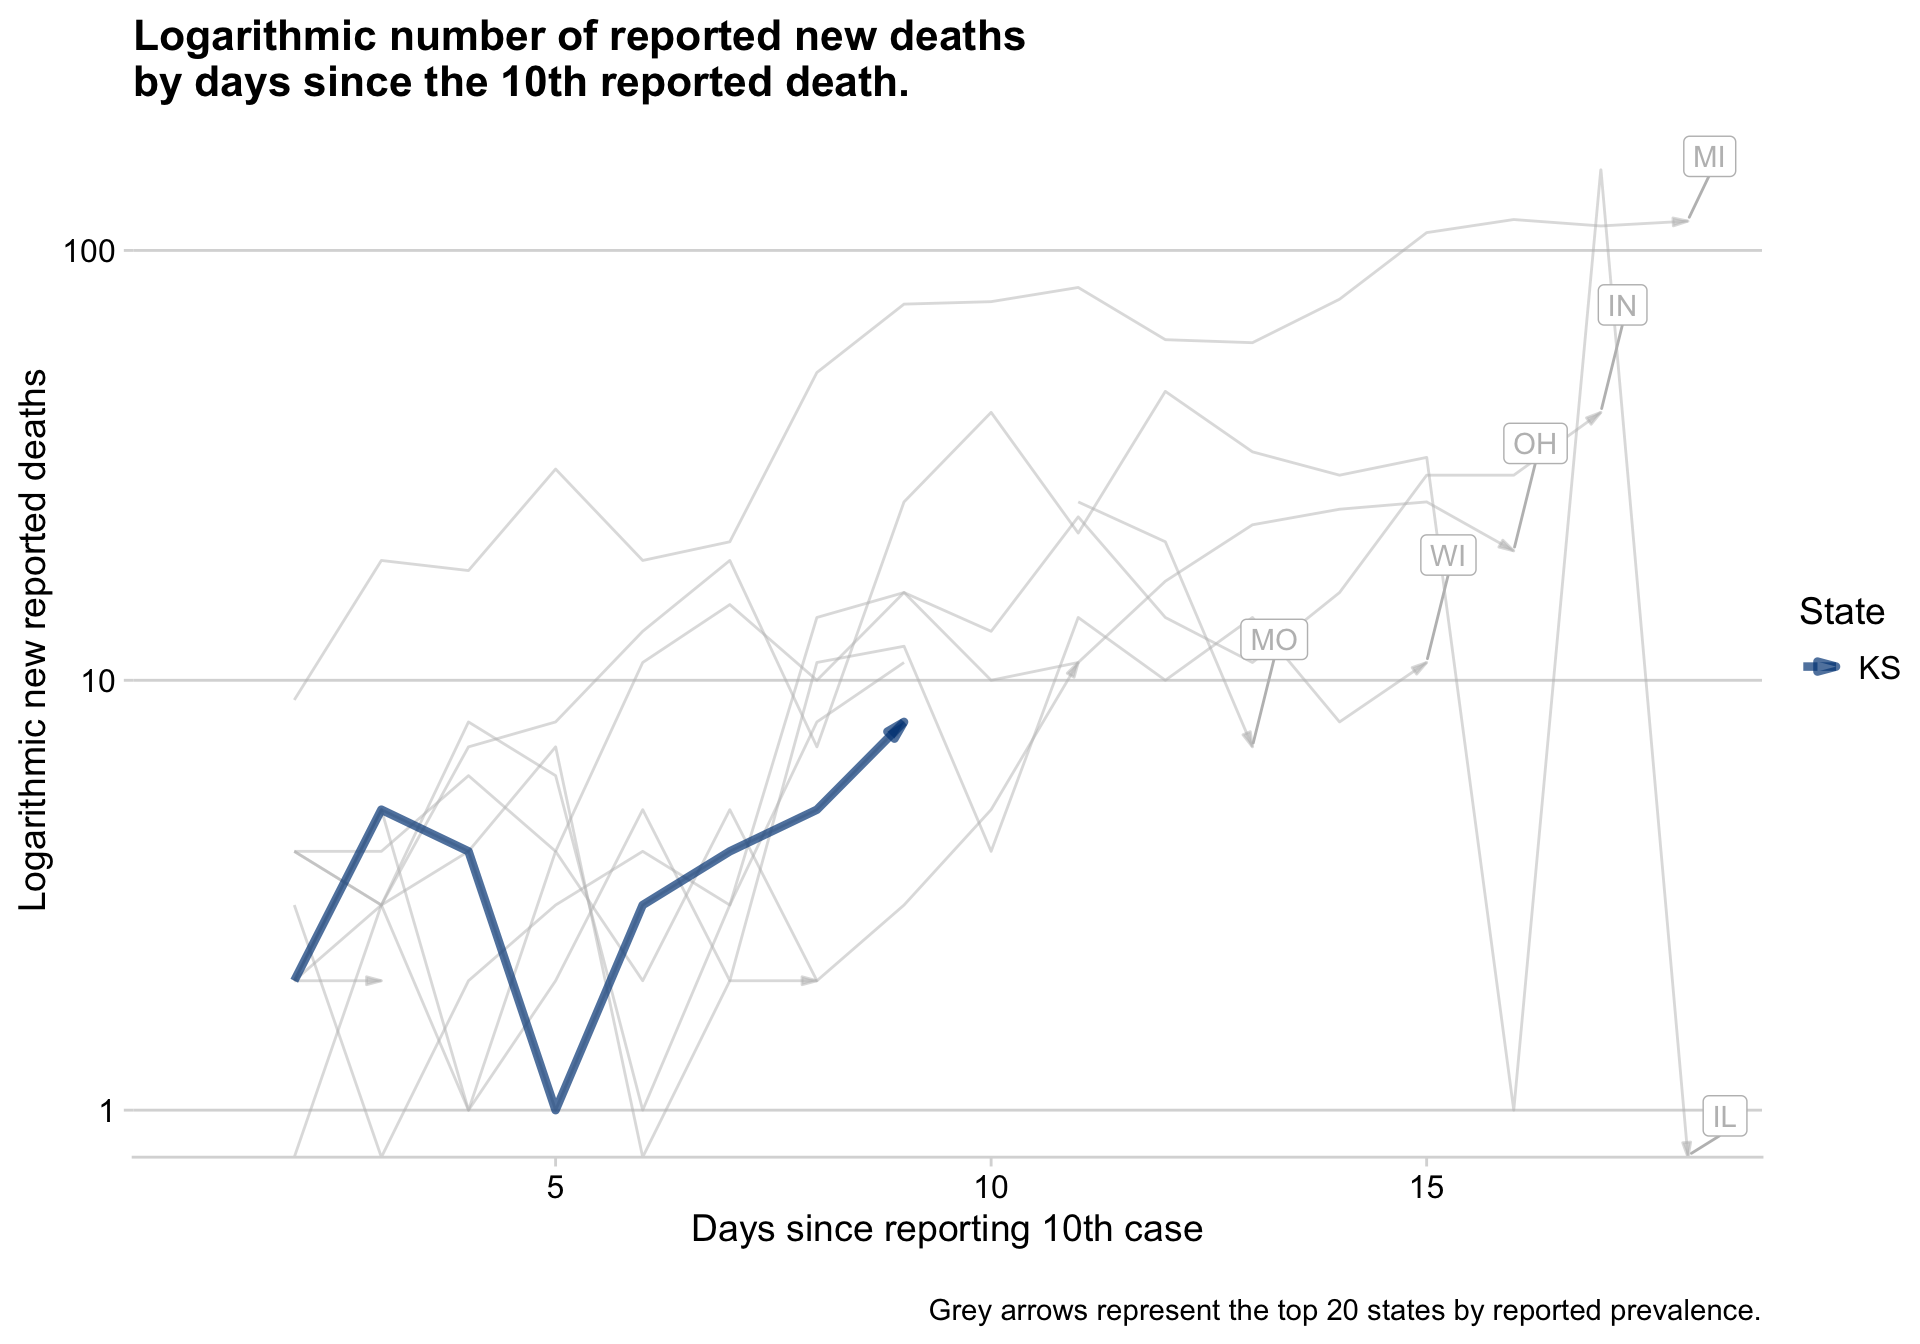 Logarithmic number of reported new deaths
by days since the 10th reported death.
MI
100
IN
OH
WI
MO
10
1
IL
Logarithmic new reported deaths
State
KS
5 10 15
Days since reporting 10th case
Grey arrows represent the top 20 states by reported prevalence.